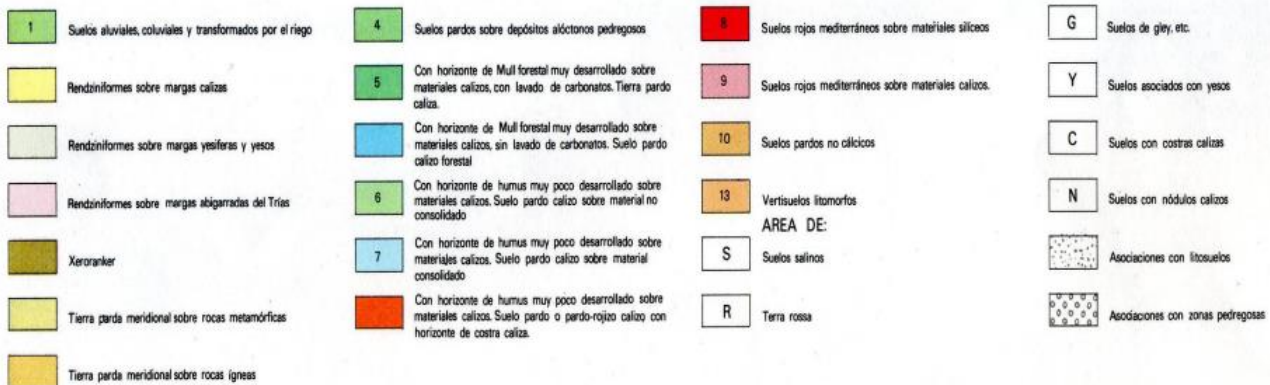 1 Suelos aluviales, coluviales y transformados por el riego
Rendziniformes sobre margas calizas
Rendziniformes sobre margas yesiferas y yesos
Rendziniformes sobre margas abigarradas del Trías
Xeroranker
Tierra parda meridional sobre rocas metamórficas
Tierra parda meridional sobre rocas ígneas
4 Suelos pardos sobre depósitos alóctonos pedregosos
5 Con horizonte de Mull forestal muy desarrollado sobre
materiales calizos, con lavado de carbonatos. Tierra pardo
caliza.
Con horizonte de Mull forestal muy desarrollado sobre
materiales calizos, sin lavado de carbonatos. Suelo pardo
calizo forestal
6 Con horizonte de humus muy poco desarrollado sobre
materiales calizos. Suelo pardo calizo sobre material no
consolidado
7 Con horizonte de humus muy poco desarrollado sobre
materiales calizos. Suelo pardo calizo sobre material
consolidado
Con horizonte de humus muy poco desarrollado sobre
materiales calizos. Suelo pardo o pardo-rojizo calizo con
horizonte de costra caliza.
8 Suelos rojos mediterráneos sobre materiales silíceos
9 Suelos rojos mediterráneos sobre materiales calizos.
10 Suelos pardos no cálcicos
13 Vertisuelos litomorfos
AREA DE:
S Suelos salinos
R Terra rossa
G Suelos de gley, etc.
Y Suelos asociados con yesos
C Suelos con costras calizas
N Suelos con nódulos calizos
Asociaciones con litosuelos
Asociaciones con zonas pedregosas